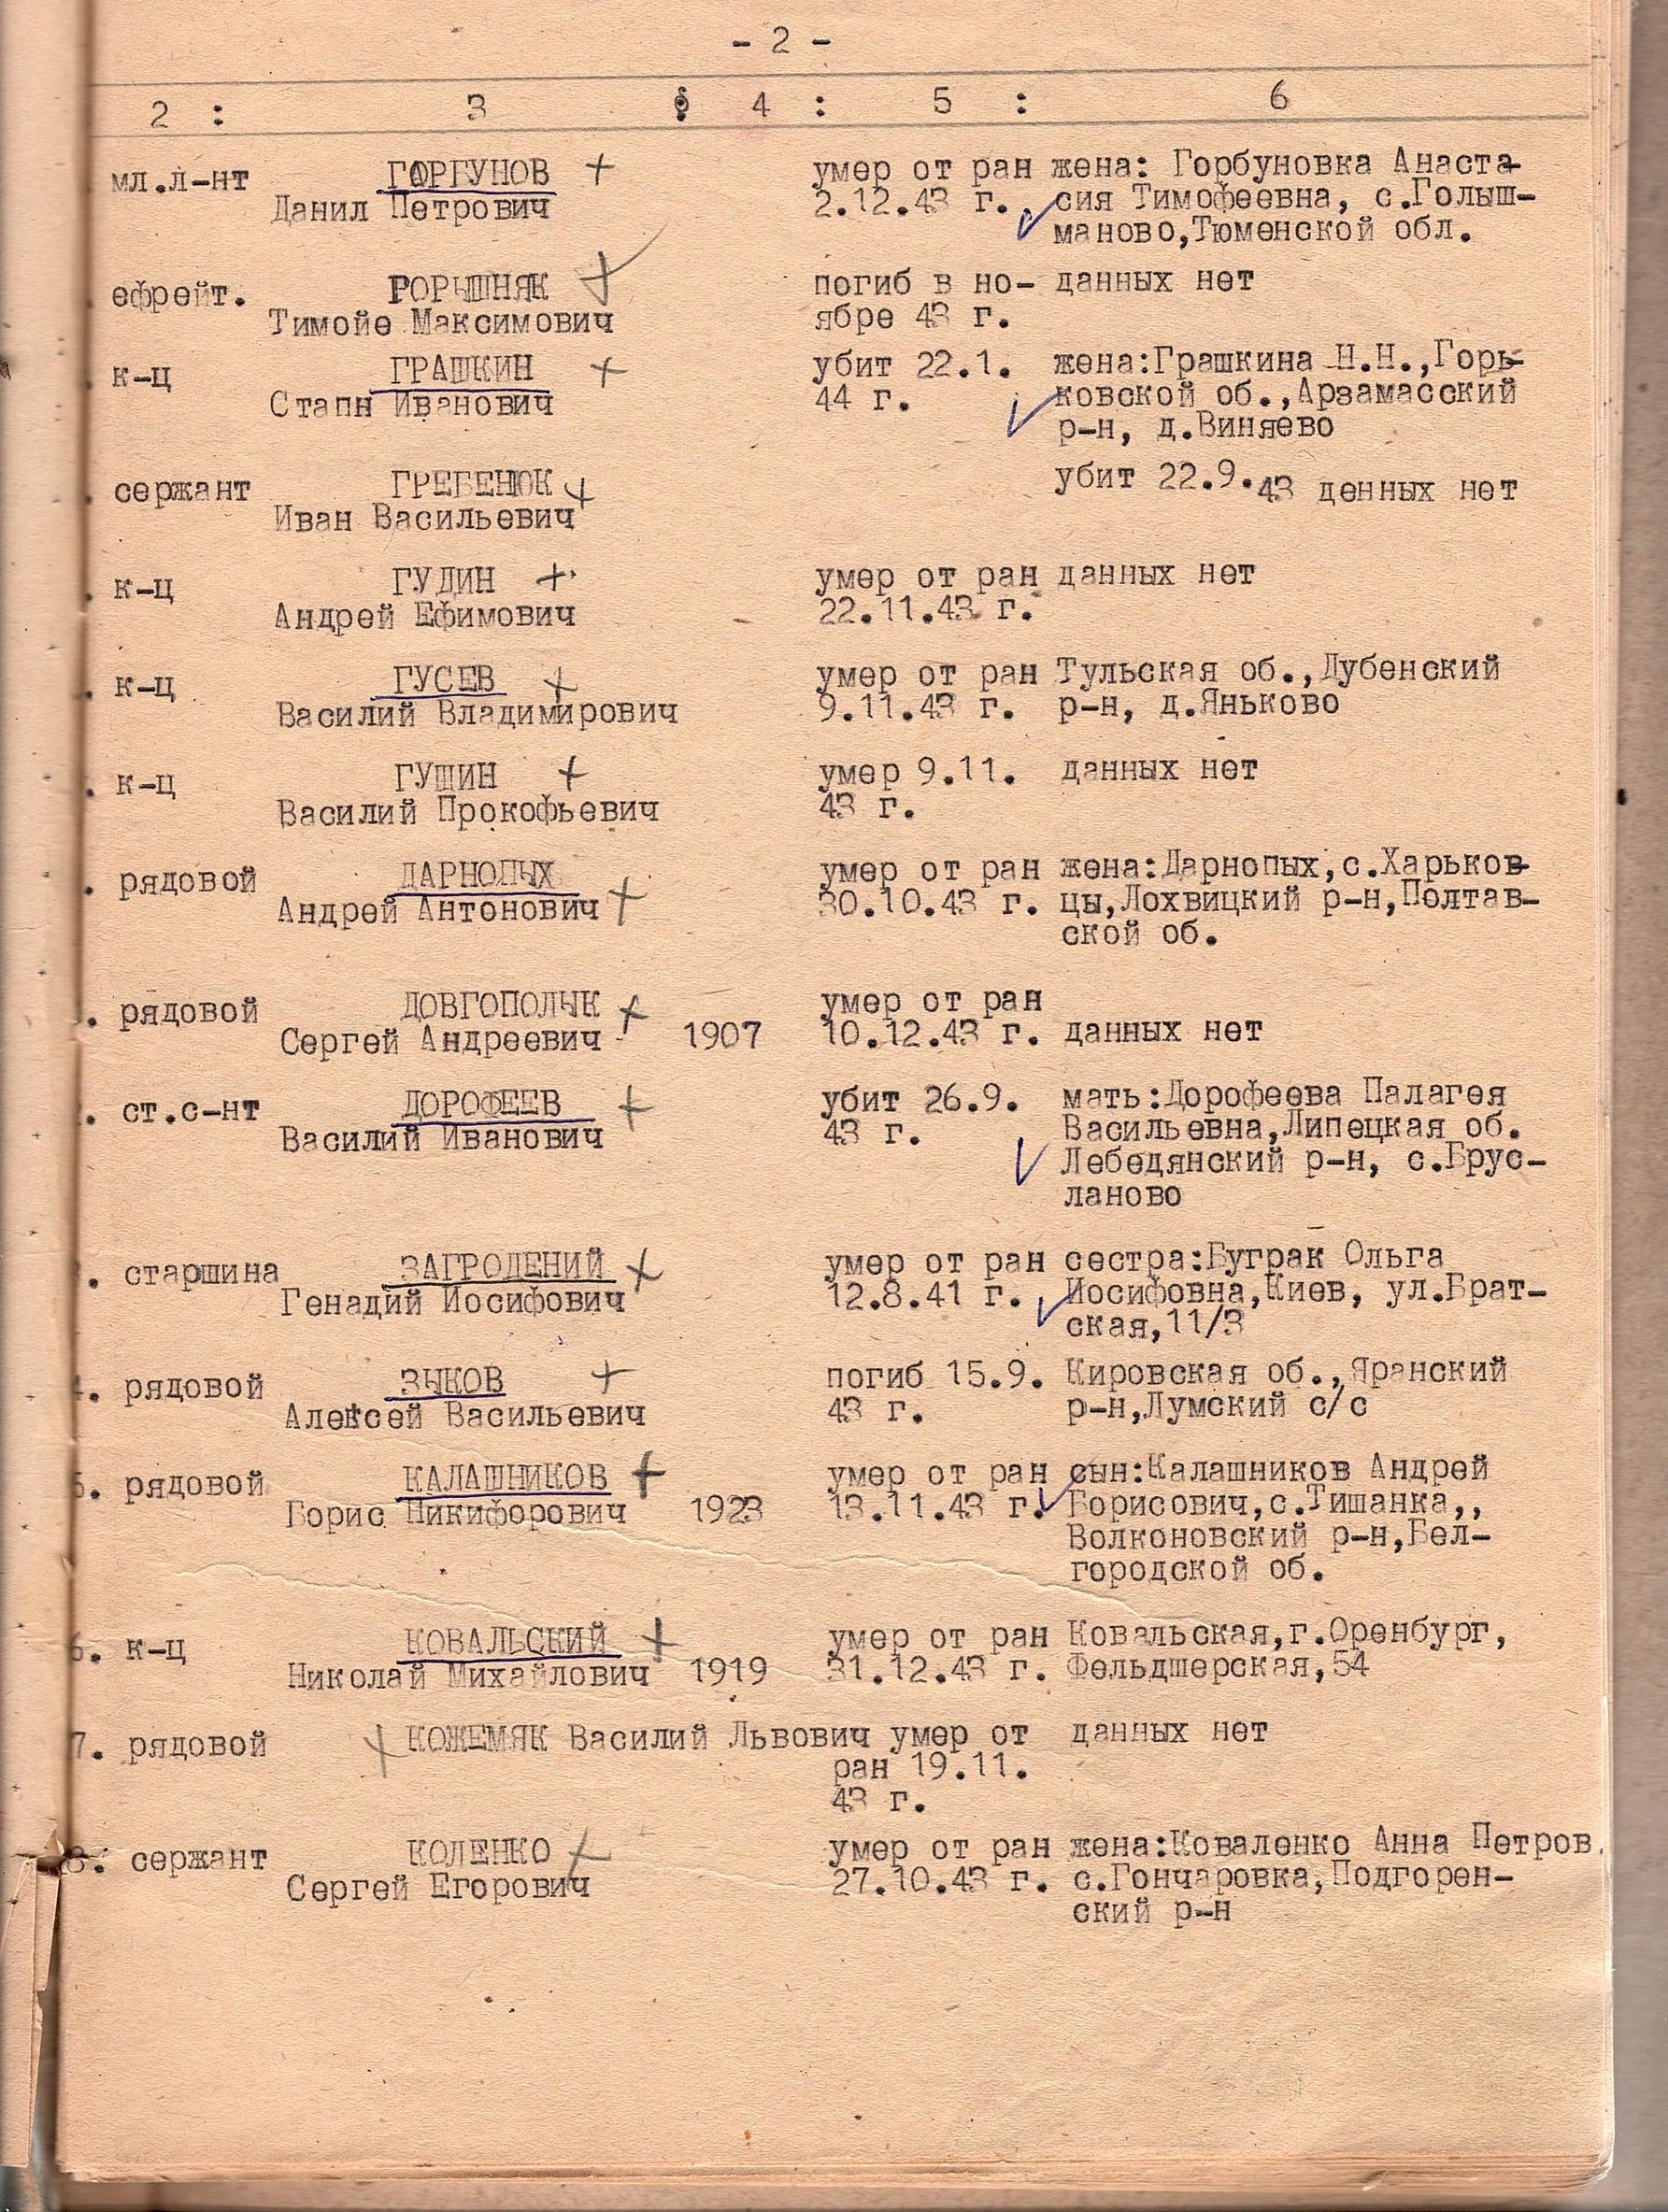 - 2 -
2 : 3 : 4 : 5 : 6
мл.л-нт ГОРБУНОВ + умер от ран жена: Горбуновка Анаста-
Данил Петрович 2.12.43 г. сия Тимофеевна, с.Голыш-
маново,Тюменской обл.
ефрейт. ГОРЫШНЯК + погиб в но- данных нет
Тимойе Максимович ябре 43 г.
. к-ц ГРАШКИН + убит 22.1. жена:Грашкина Н.Н.,Горь-
Стапн Иванович 44 г. ковской об.,Арзамасский
р-н, д.Виняево
. сержант ГРЕБЕНЮК + убит 22.9.43 денных нет
Иван Васильевич
. к-ц ГУДИН + умер от ран данных нет
Андрей Ефимович 22.11.43 г.
. к-ц ГУСЕВ + умер от ран Тульская об.,Дубенский
Василий Владимирович 9.11.43 г. р-н, д.Яньково
. к-ц ГУШИН + умер 9.11. данных нет
Василий Прокофьевич 43 г.
. рядовой ДАРНОПЫХ умер от ран жена:Дарнопых,с.Харьков-
Андрей Антонович + 30.10.43 г. цы,Лохвицкий р-н,Полтав-
ской об.
. рядовой ДОВГОПОЛЫК + умер от ран
Сергей Андреевич 1907 10.12.43 г. данных нет
. ст.с-нт ДОРОФЕЕВ + убит 26.9. мать:Дорофеева Палагея
Василий Иванович 43 г. Васильевна,Липецкая об.
Лебедянский р-н, с.Брус-
ланово
. старшина ЗАГРОДЕНИЙ + умер от ран сестра:Буграк Ольга
Генадий Иосифович 12.8.41 г. Иосифовна,Киев, ул.Брат-
ская,11/3
. рядовой ЗЫКОВ + погиб 15.9. Кировская об.,Яранский
Алексей Васильевич 43 г. р-н,Лумский с/с
5. рядовой КАЛАШНИКОВ + умер от ран сын:Калашников Андрей
Борис Никифорович 1923 13.11.43 г. Борисович,с.Тишанка,,
Волконовский р-н,Бел-
городской об.
6. к-ц КОВАЛЬСКИЙ + умер от ран Ковальская,г.Оренбург,
Николай Михайлович 1919 31.12.43 г. Фельдшерская,54
7. рядовой + КОЖЕМЯК Василий Львович умер от данных нет
ран 19.11.
43 г.
8. сержант КОЛЕНКО + умер от ран жена:Коваленко Анна Петров.
Сергей Егорович 27.10.43 г. с.Гончаровка,Подгорен-
ский р-н